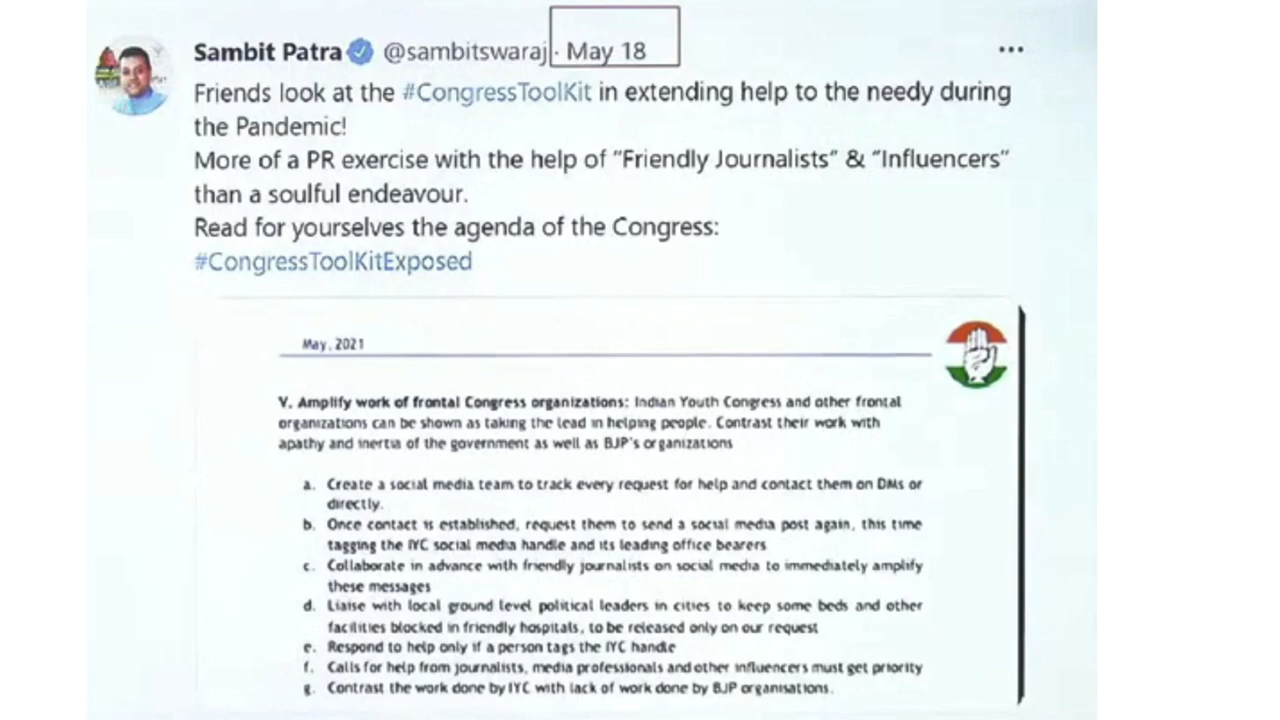 Sambit Patra @sambitswaraj · May 18
Friends look at the #CongressToolKit in extending help to the needy during
the Pandemic!
More of a PR exercise with the help of "Friendly Journalists" & "Influencers"
than a soulful endeavour.
Read for yourselves the agenda of the Congress:
#CongressToolKitExposed
May, 2021
V. Amplify work of frontal Congress organizations: Indian Youth Congress and other frontal
organizations can be shown as taking the lead in helping people. Contrast their work with
apathy and inertia of the government as well as BJP's organizations
a. Create a social media team to track every request for help and contact them on DMs or
directly.
b. Once contact is established, request them to send a social media post again, this time
tagging the IYC social media handle and its leading office bearers
c. Collaborate in advance with friendly journalists on social media to immediately amplify
these messages
d. Liaise with local ground level political leaders in cities to keep some beds and other
facilities blocked in friendly hospitals, to be released only on our request
e. Respond to help only if a person tags the IYC handle
f. Calls for help from journalists, media professionals and other influencers must get priority
g. Contrast the work done by IYC with lack of work done by BJP organisations.